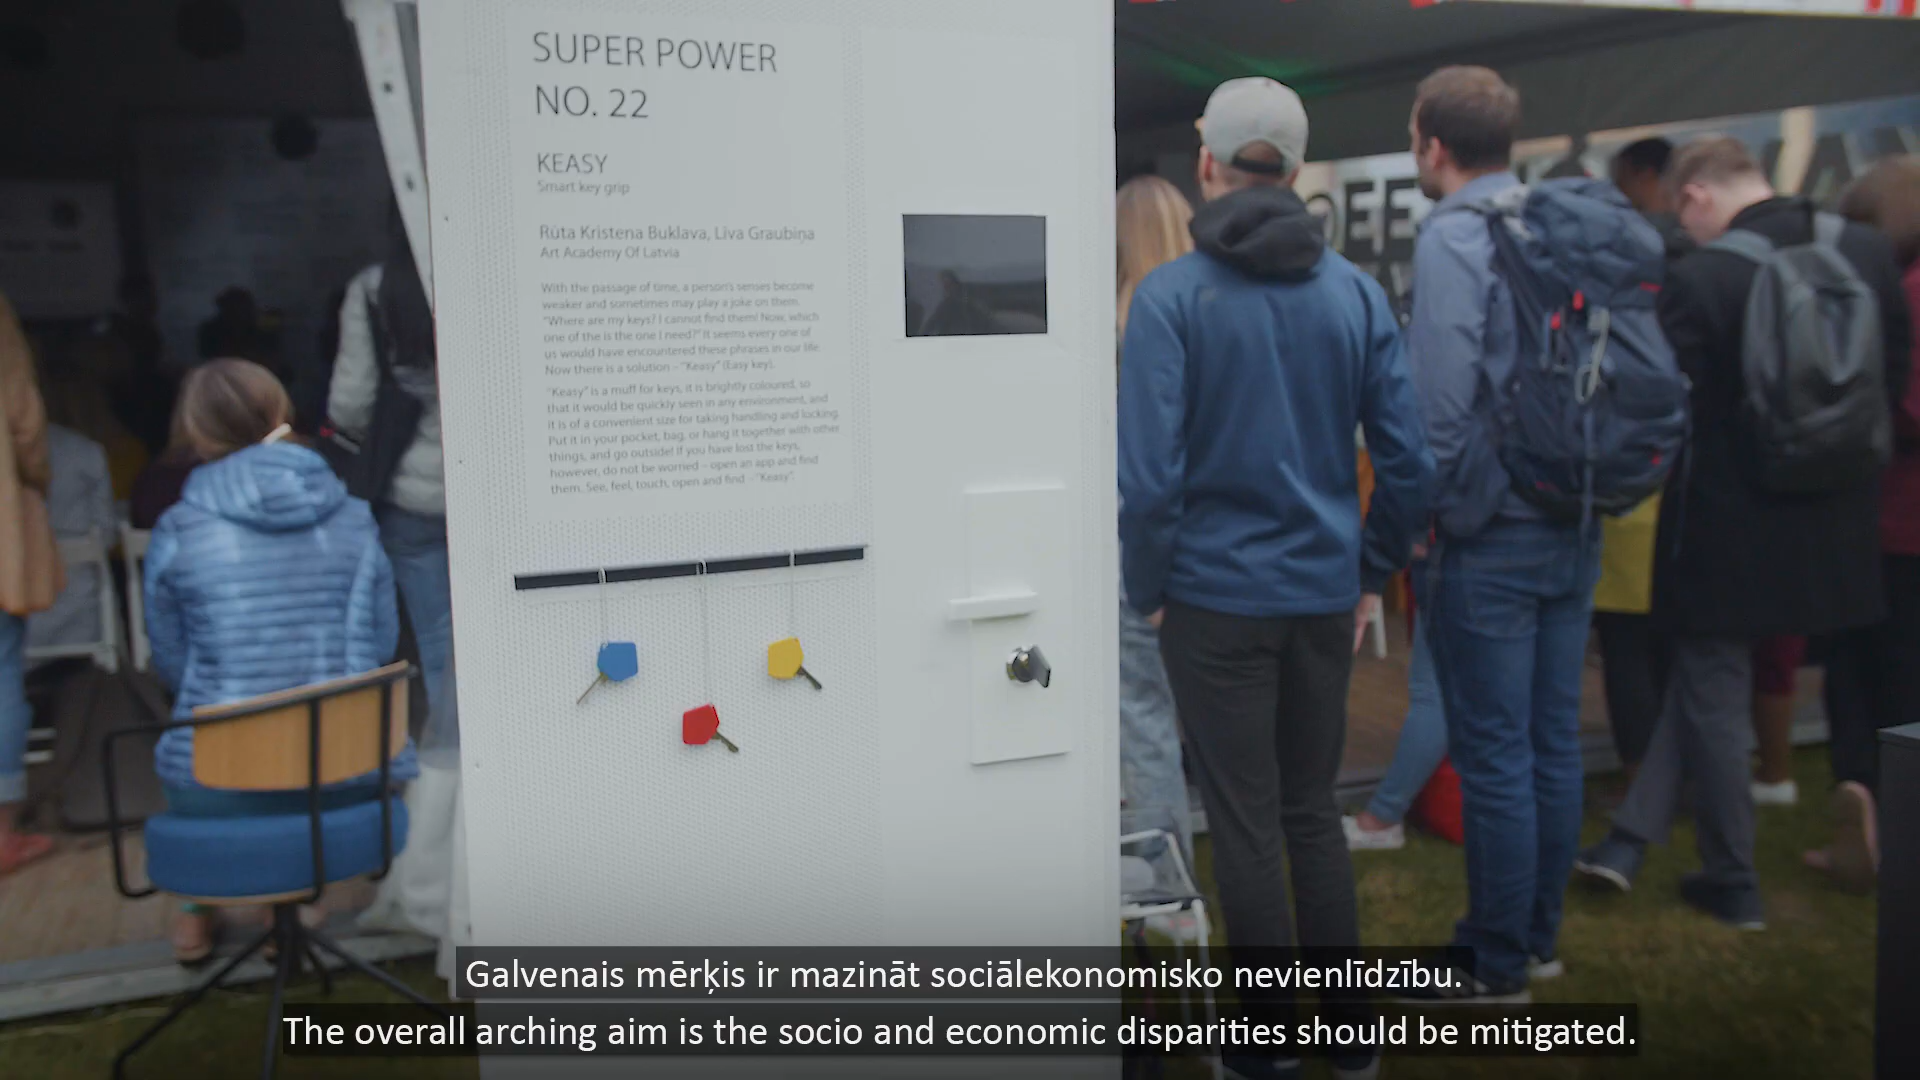 SUPER POWER
NO. 22
KEASY
Smart key grip
Rūta Kristena Buklava, Līva Graubiņa
Art Academy Of Latvia
With the passage of time, a person's senses become
weaker and sometimes may play a joke on them.
"Where are my keys? I cannot find them! Now, which
one of the is the one I need?" It seems every one of
us would have encountered these phrases in our life.
Now there is a solution – "Keasy" (Easy key).
"Keasy" is a muff for keys, it is brightly coloured, so
that it would be quickly seen in any environment, and
it is of a convenient size for taking handling and locking.
Put it in your pocket, bag, or hang it together with other
things, and go outside! If you have lost the keys,
however, do not be worried – open an app and find
them. See, feel, touch, open and find - "Keasy".
Galvenais mērķis ir mazināt sociālekonomisko nevienlīdzību.
The overall arching aim is the socio and economic disparities should be mitigated.